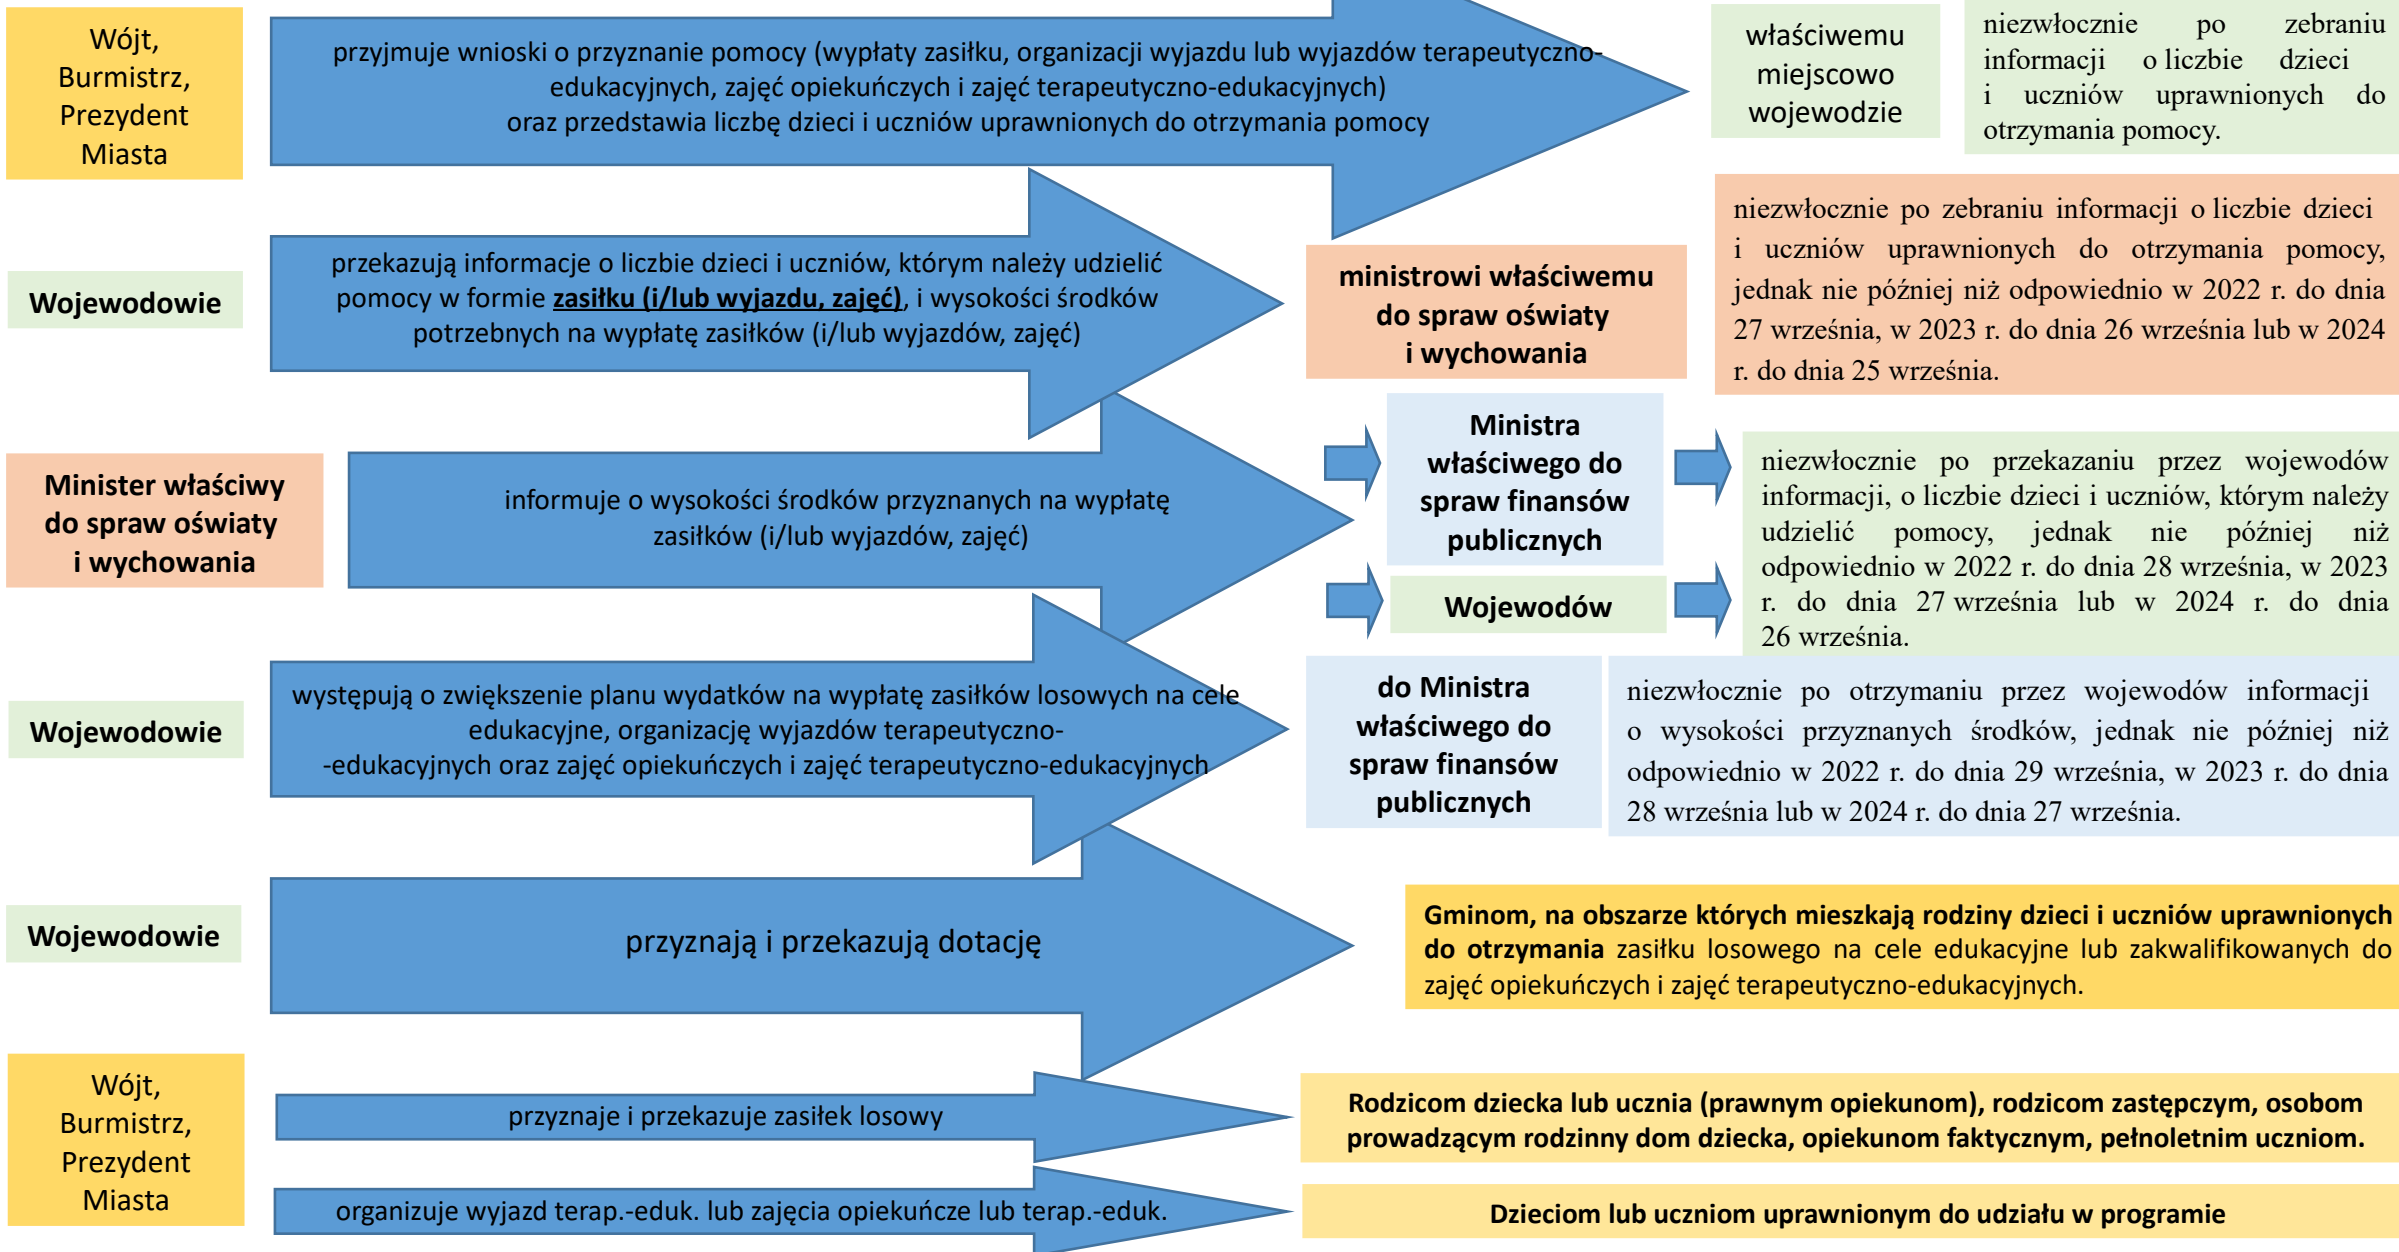 Wójt,
Burmistrz,
Prezydent
Miasta
przyjmuje wnioski o przyznanie pomocy (wypłaty zasiłku, organizacji wyjazdu lub wyjazdów terapeutyczno-
edukacyjnych, zajęć opiekuńczych i zajęć terapeutyczno-edukacyjnych)
oraz przedstawia liczbę dzieci i uczniów uprawnionych do otrzymania pomocy
właściwemu
miejscowo
wojewodzie
niezwłocznie po zebraniu
informacji o liczbie dzieci
i uczniów uprawnionych do
otrzymania pomocy.
Wojewodowie
przekazują informacje o liczbie dzieci i uczniów, którym należy udzielić
pomocy w formie zasiłku (i/lub wyjazdu, zajęć), i wysokości środków
potrzebnych na wypłatę zasiłków (i/lub wyjazdów, zajęć)
ministrowi właściwemu
do spraw oświaty
i wychowania
niezwłocznie po zebraniu informacji o liczbie dzieci
i uczniów uprawnionych do otrzymania pomocy,
jednak nie później niż odpowiednio w 2022 r. do dnia
27 września, w 2023 r. do dnia 26 września lub w 2024
r. do dnia 25 września.
Minister właściwy
do spraw oświaty
i wychowania
informuje o wysokości środków przyznanych na wypłatę
zasiłków (i/lub wyjazdów, zajęć)
Ministra
właściwego do
spraw finansów
publicznych
Wojewodów
niezwłocznie po przekazaniu przez wojewodów
informacji, o liczbie dzieci i uczniów, którym należy
udzielić pomocy, jednak nie później niż
odpowiednio w 2022 r. do dnia 28 września, w 2023
r. do dnia 27 września lub w 2024 r. do dnia
26 września.
Wojewodowie
występują o zwiększenie planu wydatków na wypłatę zasiłków losowych na cele
edukacyjne, organizację wyjazdów terapeutyczno-
-edukacyjnych oraz zajęć opiekuńczych i zajęć terapeutyczno-edukacyjnych
do Ministra
właściwego do
spraw finansów
publicznych
niezwłocznie po otrzymaniu przez wojewodów informacji
o wysokości przyznanych środków, jednak nie później niż
odpowiednio w 2022 r. do dnia 29 września, w 2023 r. do dnia
28 września lub w 2024 r. do dnia 27 września.
Wojewodowie
przyznają i przekazują dotację
Gminom, na obszarze których mieszkają rodziny dzieci i uczniów uprawnionych
do otrzymania zasiłku losowego na cele edukacyjne lub zakwalifikowanych do
zajęć opiekuńczych i zajęć terapeutyczno-edukacyjnych.
Wójt,
Burmistrz,
Prezydent
Miasta
przyznaje i przekazuje zasiłek losowy
Rodzicom dziecka lub ucznia (prawnym opiekunom), rodzicom zastępczym, osobom
prowadzącym rodzinny dom dziecka, opiekunom faktycznym, pełnoletnim uczniom.
organizuje wyjazd terap.-eduk. lub zajęcia opiekuńcze lub terap.-eduk.
Dzieciom lub uczniom uprawnionym do udziału w programie